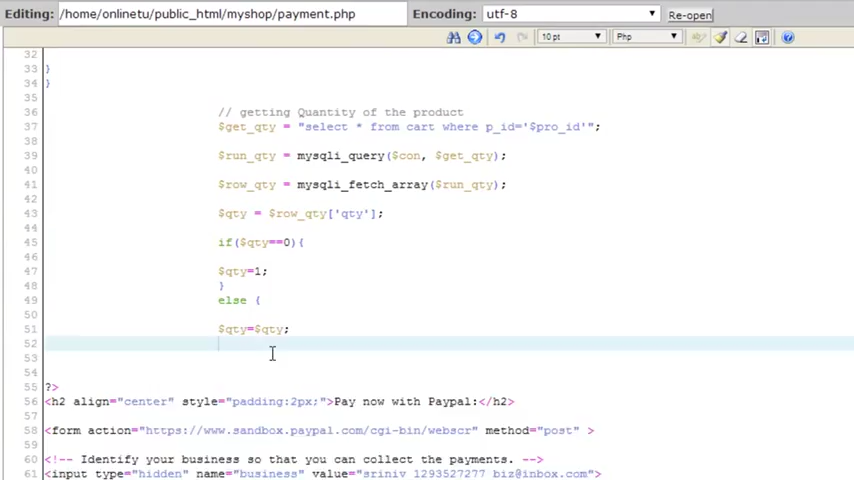 Editing: /home/onlinetu/public_html/myshop/payment.php Encoding: utf-8 Re-open
10 pt Php
32
33 }
34 }
35
36 // getting Quantity of the product
37 $get_qty = "select * from cart where p_id='$pro_id'";
38
39 $run_qty = mysqli_query($con, $get_qty);
40
41 $row_qty = mysqli_fetch_array($run_qty);
42
43 $qty = $row_qty['qty'];
44
45 if($qty==0){
46
47 $qty=1;
48 }
49 else {
50
51 $qty=$qty;
52
53
54
55 ?>
56 <h2 align="center" style="padding:2px;">Pay now with Paypal:</h2>
57
58 <form action="https://www.sandbox.paypal.com/cgi-bin/webscr" method="post" >
59
60 <!-- Identify your business so that you can collect the payments. -->
61 <input type="hidden" name="business" value="sriniv_1293527277_biz@inbox.com">